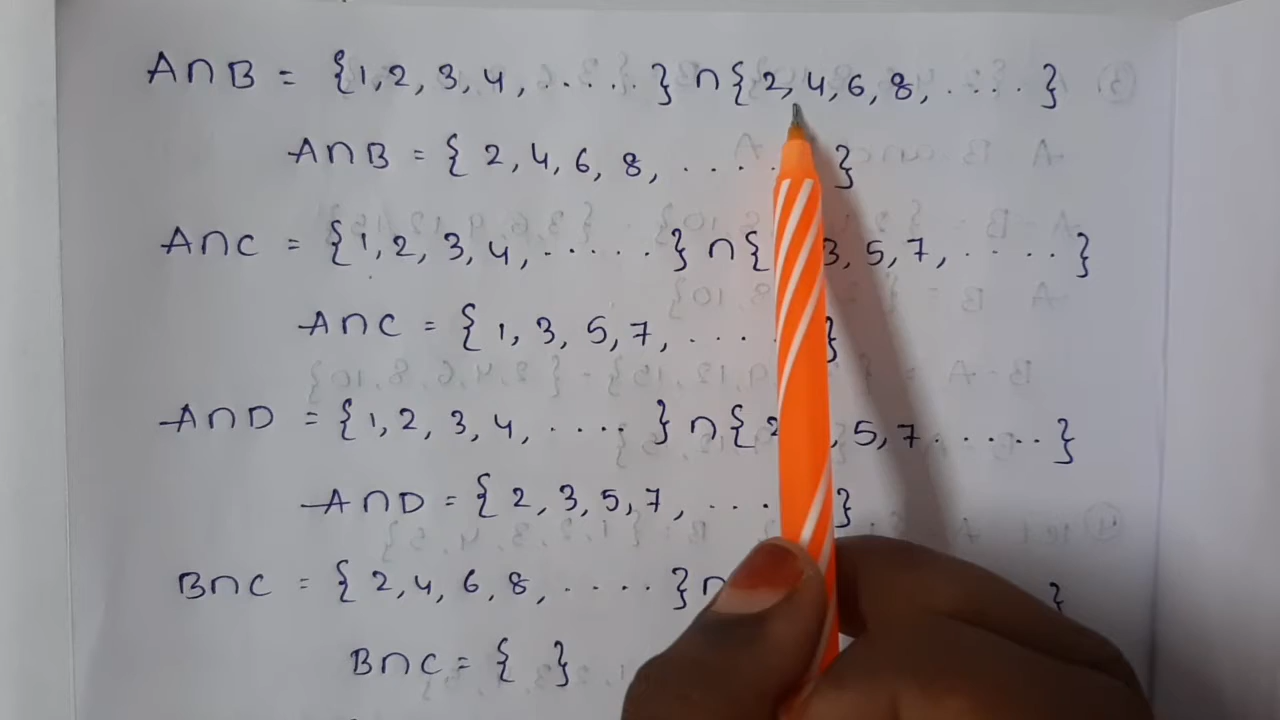 A∩B = {1,2, 3, 4, .....} ∩ {2, 4, 6, 8, ....}
A∩B = {2, 4, 6, 8, .... }
A∩C = {1, 2, 3, 4, ......} ∩ { 3, 5, 7, .....}
A∩C = {1, 3, 5, 7, .... }
A∩D = {1, 2, 3, 4, .....} ∩ {2 , 5, 7 .....}
A∩D = {2, 3, 5, 7, ... }
B∩C = {2, 4, 6, 8, .....} ∩ }
B∩C = { }